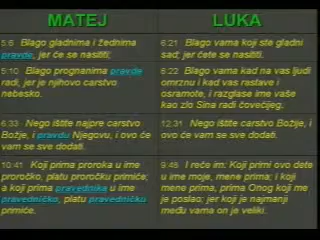 MATEJ
LUKA
5:6 Blago gladnima i žednima
pravde, jer će se nasititi;
6:21 Blago vama koji ste gladni
sad; jer ćete se nasititi.
5:10 Blago prognanima pravde
radi, jer je njihovo carstvo
nebesko.
6:22 Blago vama kad na vas ljudi
omrznu i kad vas rastave i
osramote, i razglase ime vaše
kao zlo Sina radi čovečijeg,
6:33 Nego ištite najpre carstvo
Božije, i pravdu Njegovu, i ovo će
vam se sve dodati.
12:31 Nego ištite carstvo Božije, i
ovo će vam se sve dodati.
10:41 Koji prima proroka u ime
proročko, platu proročku primiće;
a koji prima pravednika u ime
pravedničko, platu pravedničku
primiće.
9:48 I reče im: Koji primi ovo dete
u ime moje, mene prima; i koji
mene prima, prima Onog koji me
je poslao; jer koji je najmanji
među vama on je veliki.